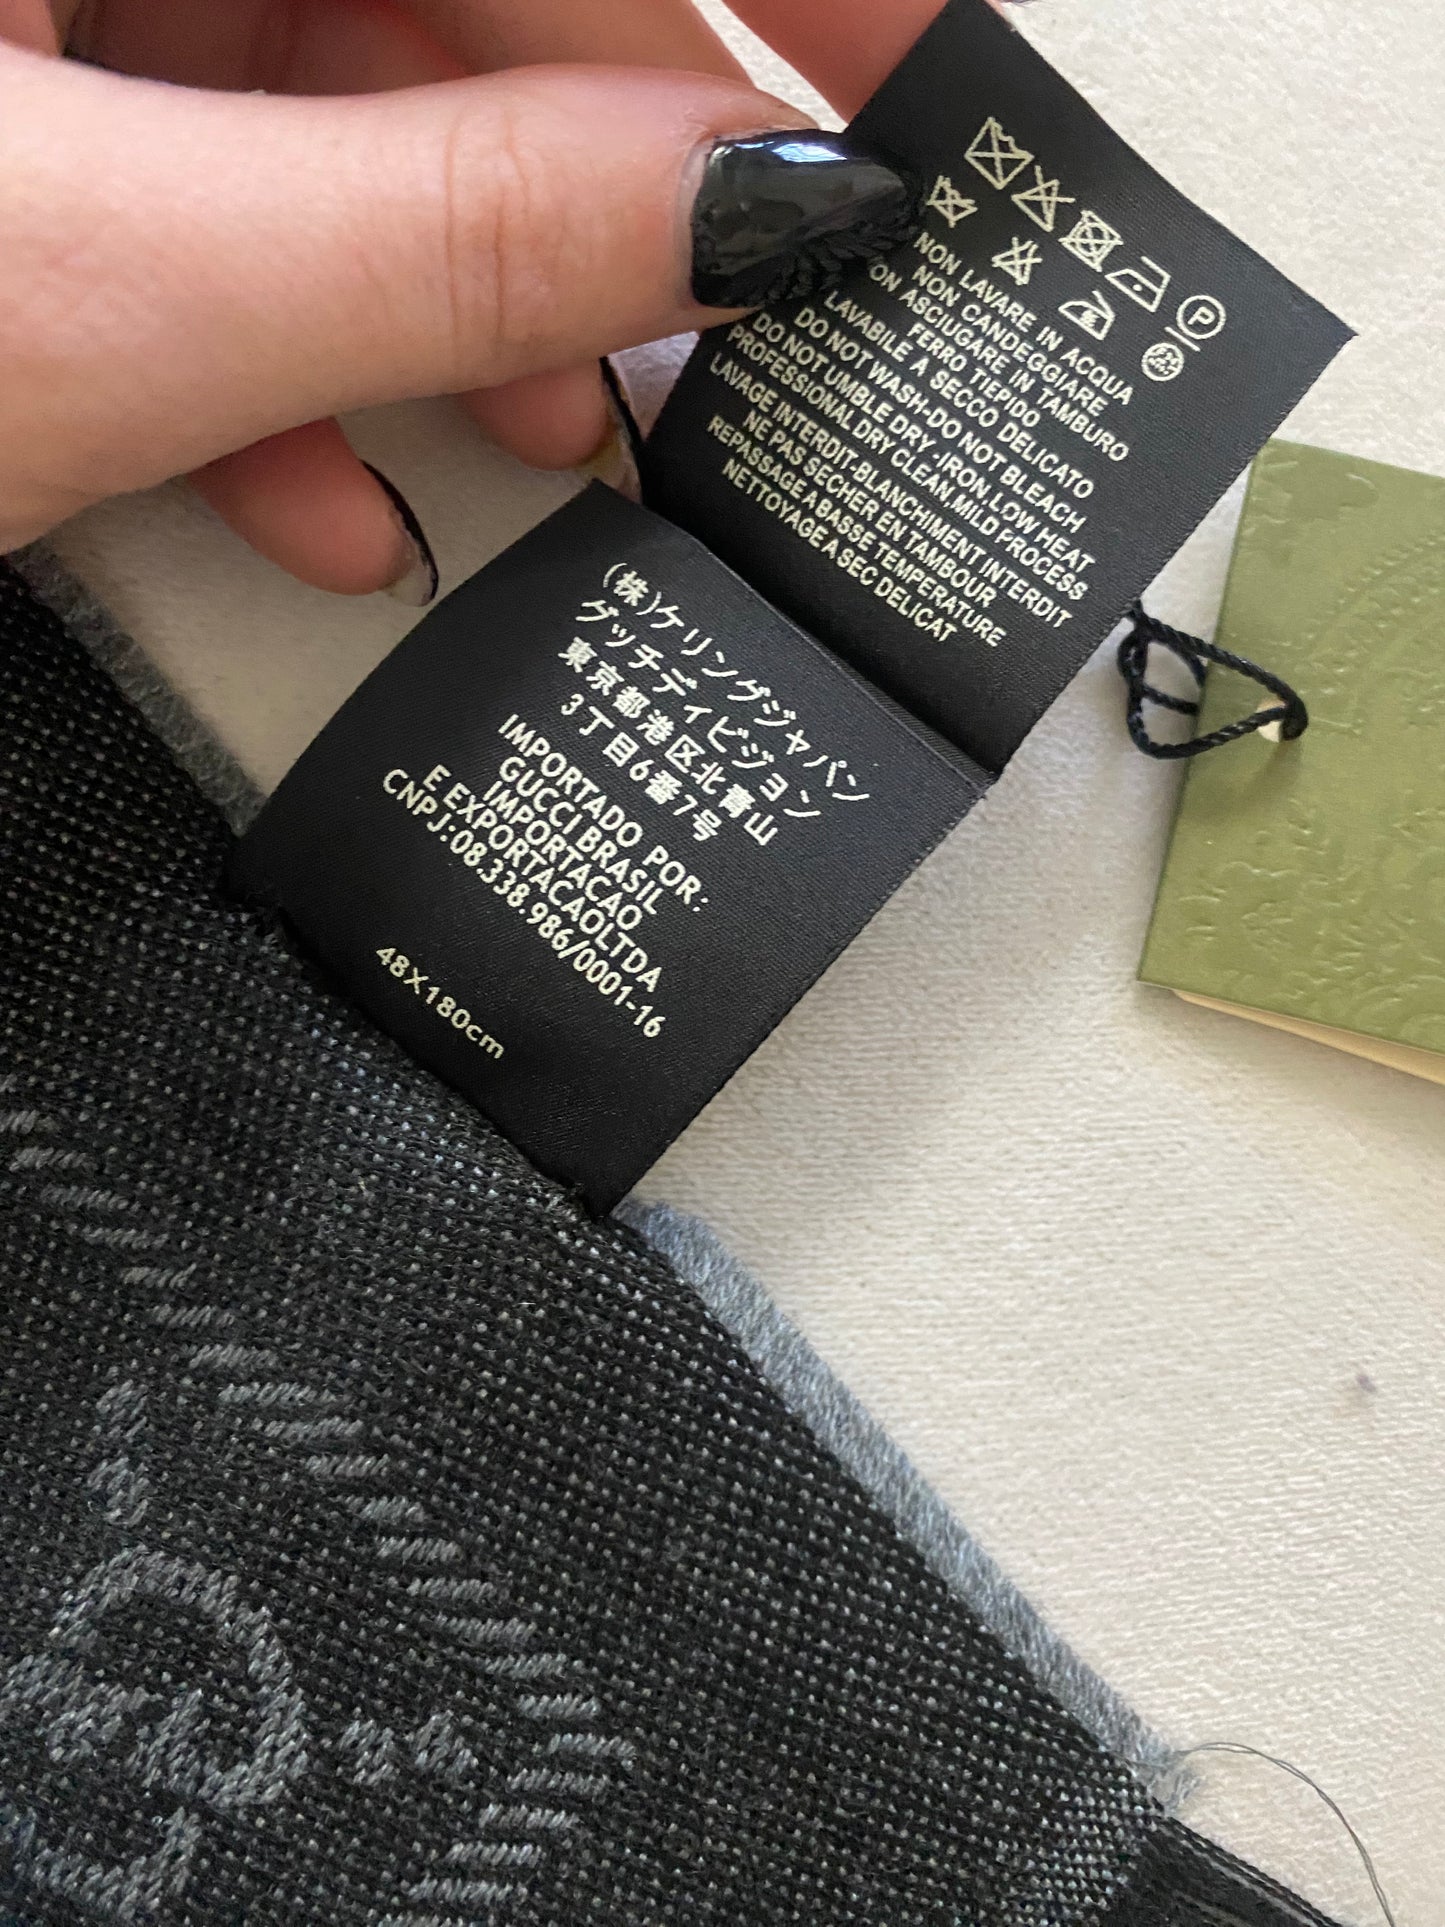 P
NON LAVARE IN ACQUA
NON CANDEGGIARE
ON ASCIUGARE IN TAMBURO
FERRO TIEPIDO
LAVABILE A SECCO DELICATO
DO NOT WASH-DO NOT BLEACH
DO NOT UMBLE DRY -IRON,LOW HEAT
PROFESSIONAL DRY CLEAN,MILD PROCESS
LAVAGE INTERDIT-BLANCHIMENT INTERDIT
NE PAS SECHER EN TAMBOUR
REPASSAGE A BASSE TEMPERATURE
NETTOYAGE A SEC DELICAT
(株)ケリングジャパン
グッチディビジョン
東京都港区北青山
3丁目6番7号
IMPORTADO POR:
GUCCI BRASIL
IMPORTACAO
E EXPORTACAOLTDA
CNPJ:08.338.986/0001-16
48X180cm